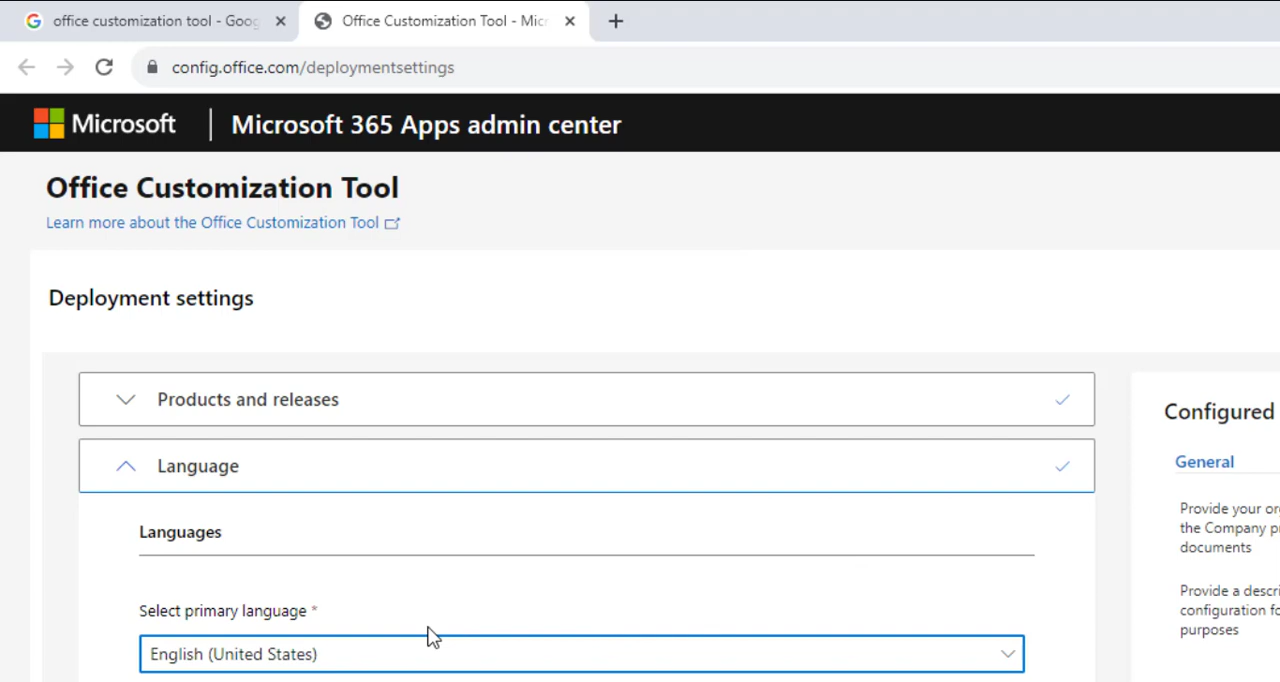 office customization tool - Goog
Office Customization Tool - Micr
config.office.com/deploymentsettings
Microsoft | Microsoft 365 Apps admin center
Office Customization Tool
Learn more about the Office Customization Tool
Deployment settings
Products and releases
Language
Languages
Select primary language *
English (United States)
Configured
General
Provide your or
the Company p
documents
Provide a descri
configuration fo
purposes